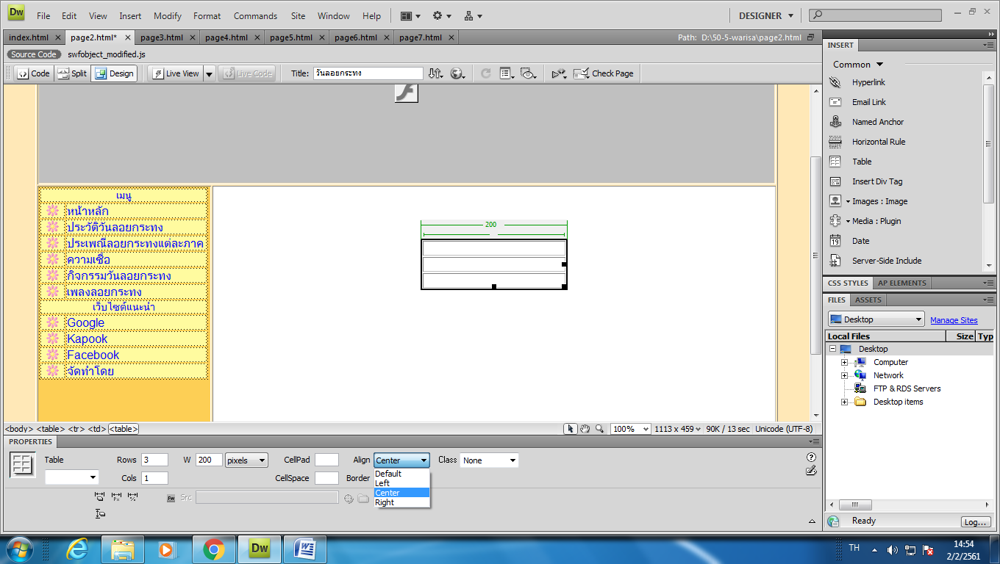 Dw File Edit View Insert Modify Format Commands Site Window Help DESIGNER
index.html page2.html* page3.html page4.html page5.html page6.html page7.html Path: D:\50-5-warisa\page2.html
Source Code swfobject_modified.js
Code Split Design Live View Live Code Title: วันลอยกระทง Check Page
เมนู
หน้าหลัก
ประวัติวันลอยกระทง
ประเพณีลอยกระทงแต่ละภาค
ความเชื่อ
กิจกรรมวันลอยกระทง
เพลงลอยกระทง
เว็บไซต์แนะนำ
Google
Kapook
Facebook
จัดทำโดย
200
<body> <table> <tr> <td> <table> 100% 1113 x 459 90K / 13 sec Unicode (UTF-8)
PROPERTIES
Table Rows 3 W 200 pixels CellPad Align Center Class None
Cols 1 CellSpace Border
Default
Left
Center
Right
Fw Src
INSERT
Common
Hyperlink
Email Link
Named Anchor
Horizontal Rule
Table
Insert Div Tag
Images : Image
Media : Plugin
19 Date
Server-Side Include
CSS STYLES AP ELEMENTS
FILES ASSETS
Desktop Manage Sites
Local Files Size Typ
Desktop
Computer
Network
FTP & RDS Servers
Desktop items
Ready Log...
Dw TH 14:54
2/2/2561